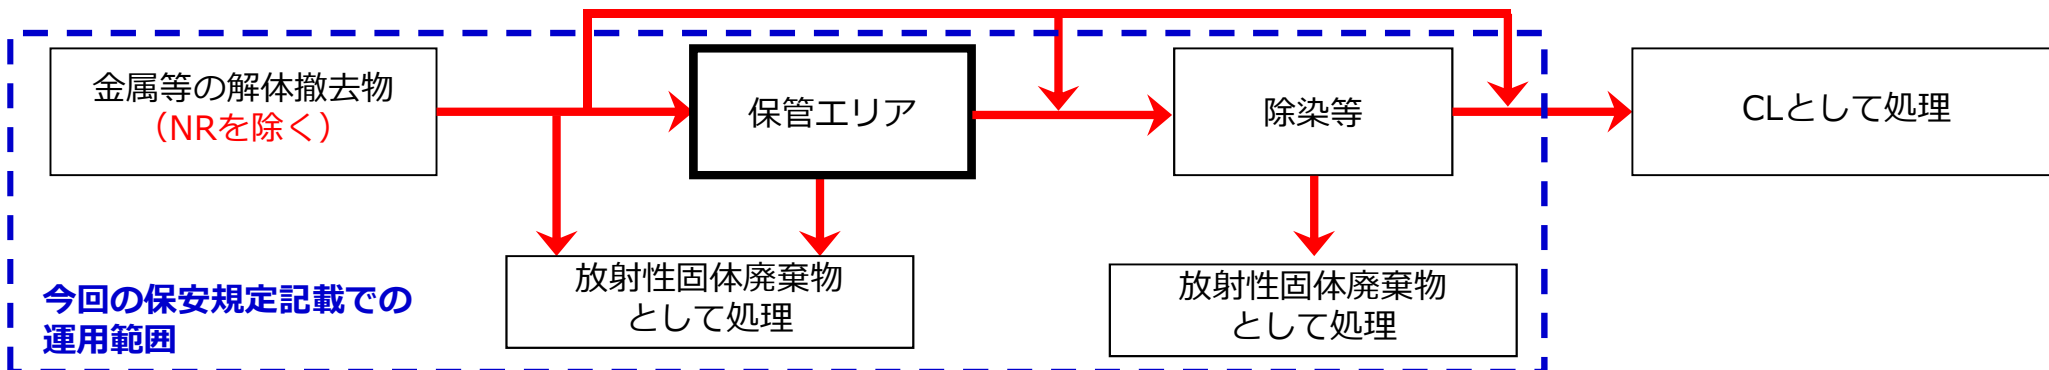 金属等の解体撤去物
（NRを除く）
保管エリア
除染等
CLとして処理
放射性固体廃棄物
として処理
放射性固体廃棄物
として処理
今回の保安規定記載での
運用範囲